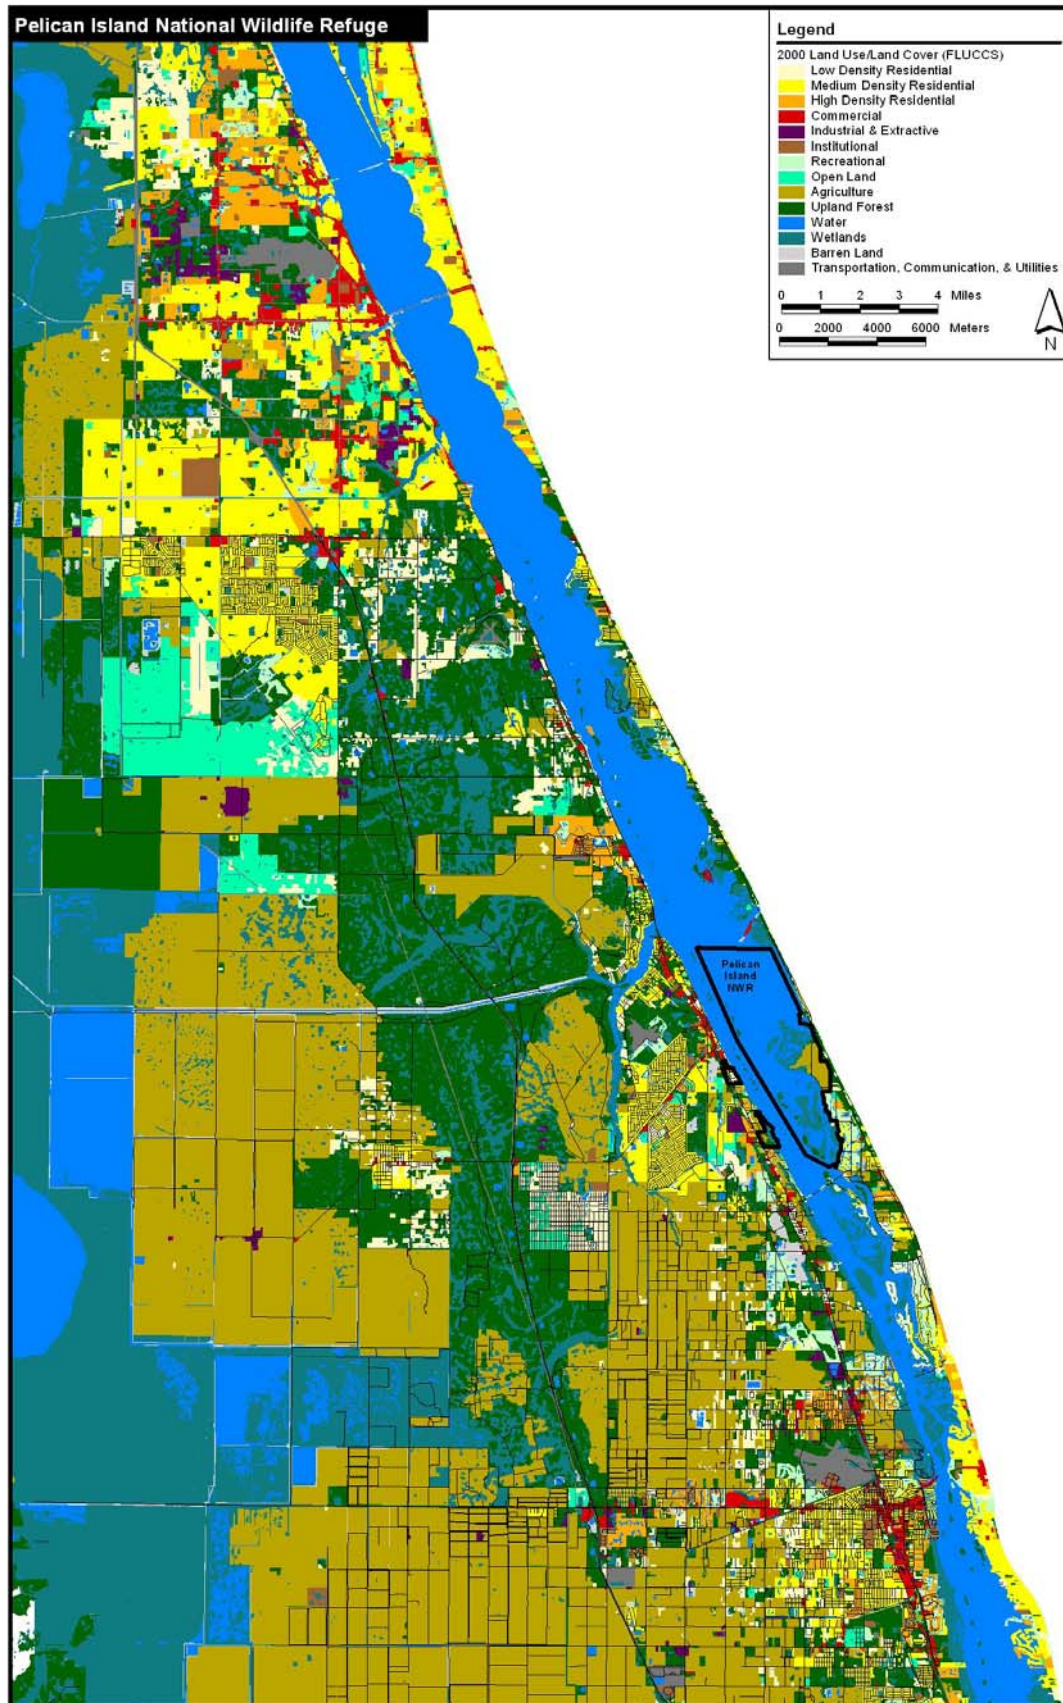 Pelican Island National Wildlife Refuge
Legend
2000 Land Use/Land Cover (FLUCCS)
Low Density Residential
Medium Density Residential
High Density Residential
Commercial
Industrial & Extractive
Institutional
Recreational
Open Land
Agriculture
Upland Forest
Water
Wetlands
Barren Land
Transportation, Communication, & Utilities
0 1 2 3 4 Miles
0 2000 4000 6000 Meters
N
Pelican
Island
NWR